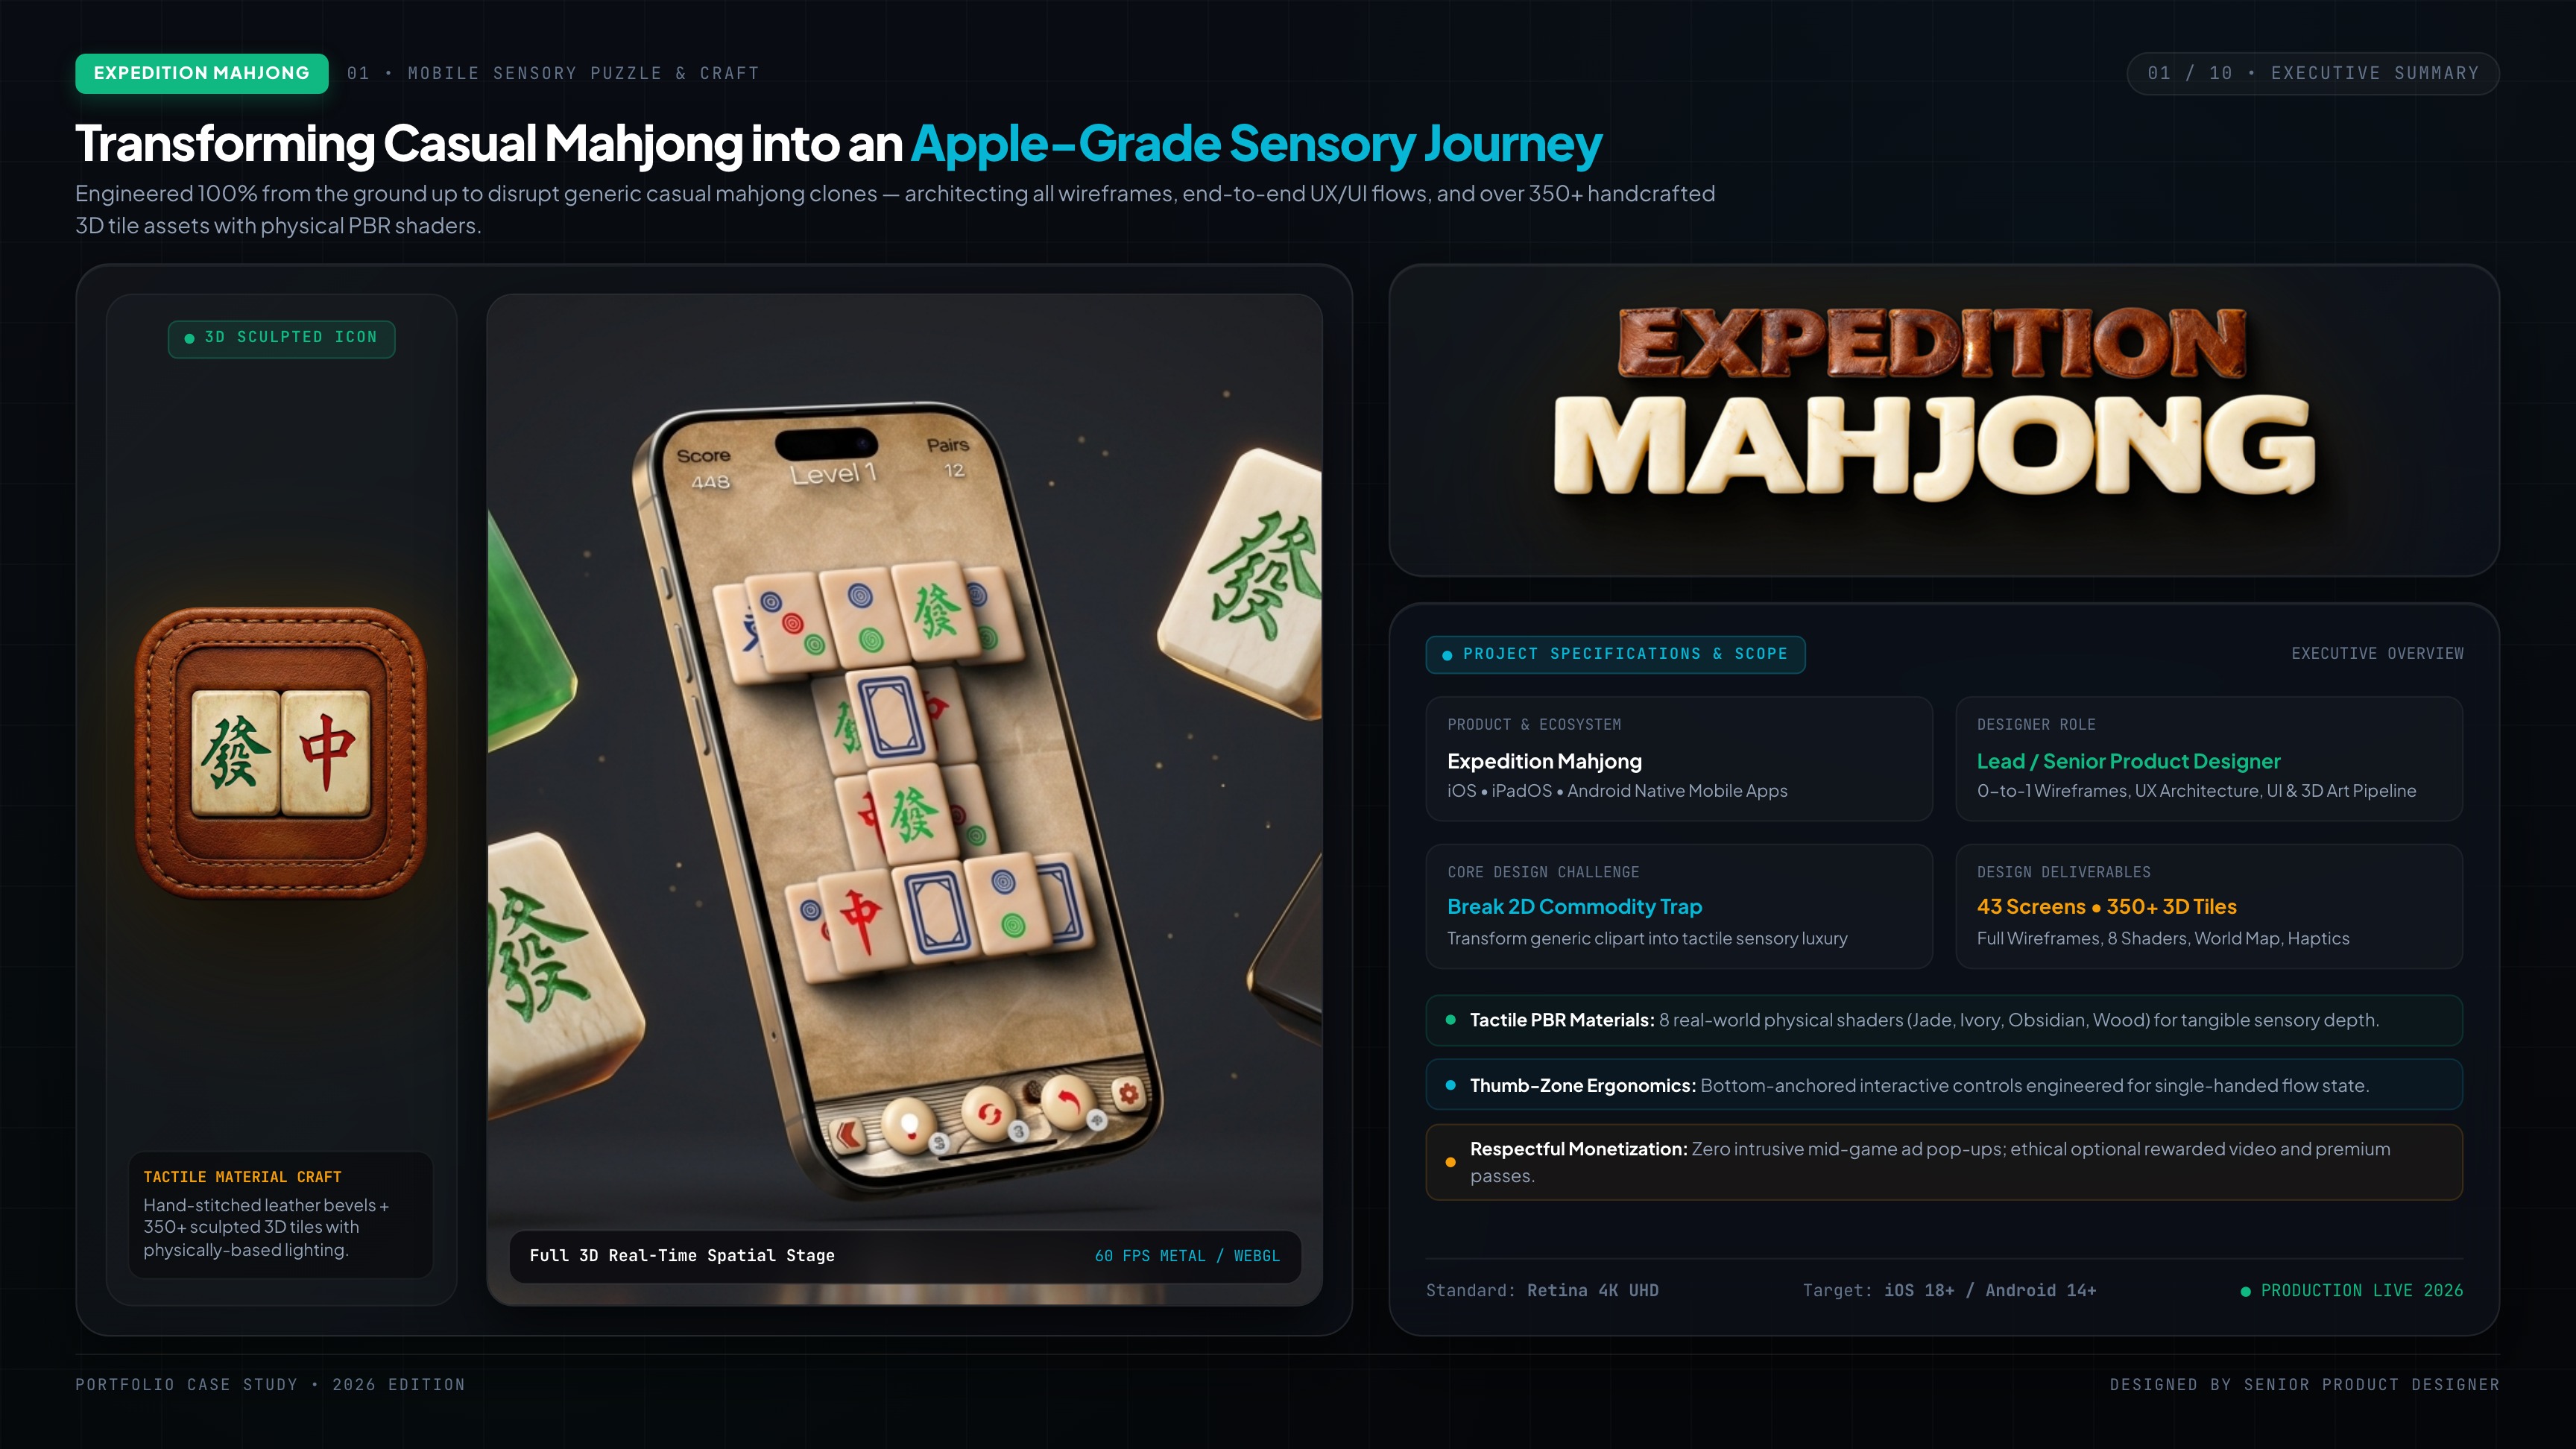 EXPEDITION MAHJONG
01 • MOBILE SENSORY PUZZLE & CRAFT
01 / 10 • EXECUTIVE SUMMARY
Transforming Casual Mahjong into an Apple-Grade Sensory Journey
Engineered 100% from the ground up to disrupt generic casual mahjong clones — architecting all wireframes, end-to-end UX/UI flows, and over 350+ handcrafted
3D tile assets with physical PBR shaders.
3D SCULPTED ICON
發 中
TACTILE MATERIAL CRAFT
Hand-stitched leather bevels +
350+ sculpted 3D tiles with
physically-based lighting.
Score
448
Level 1
Pairs
12
發
發
發
中
發
中
發
中
發
3
3
Full 3D Real-Time Spatial Stage
60 FPS METAL / WEBGL
EXPEDITION
MAHJONG
PROJECT SPECIFICATIONS & SCOPE
EXECUTIVE OVERVIEW
PRODUCT & ECOSYSTEM
Expedition Mahjong
iOS • iPadOS • Android Native Mobile Apps
DESIGNER ROLE
Lead / Senior Product Designer
0-to-1 Wireframes, UX Architecture, UI & 3D Art Pipeline
CORE DESIGN CHALLENGE
Break 2D Commodity Trap
Transform generic clipart into tactile sensory luxury
DESIGN DELIVERABLES
43 Screens • 350+ 3D Tiles
Full Wireframes, 8 Shaders, World Map, Haptics
Tactile PBR Materials: 8 real-world physical shaders (Jade, Ivory, Obsidian, Wood) for tangible sensory depth.
Thumb-Zone Ergonomics: Bottom-anchored interactive controls engineered for single-handed flow state.
Respectful Monetization: Zero intrusive mid-game ad pop-ups; ethical optional rewarded video and premium
passes.
Standard: Retina 4K UHD
Target: iOS 18+ / Android 14+
PRODUCTION LIVE 2026
PORTFOLIO CASE STUDY • 2026 EDITION
DESIGNED BY SENIOR PRODUCT DESIGNER